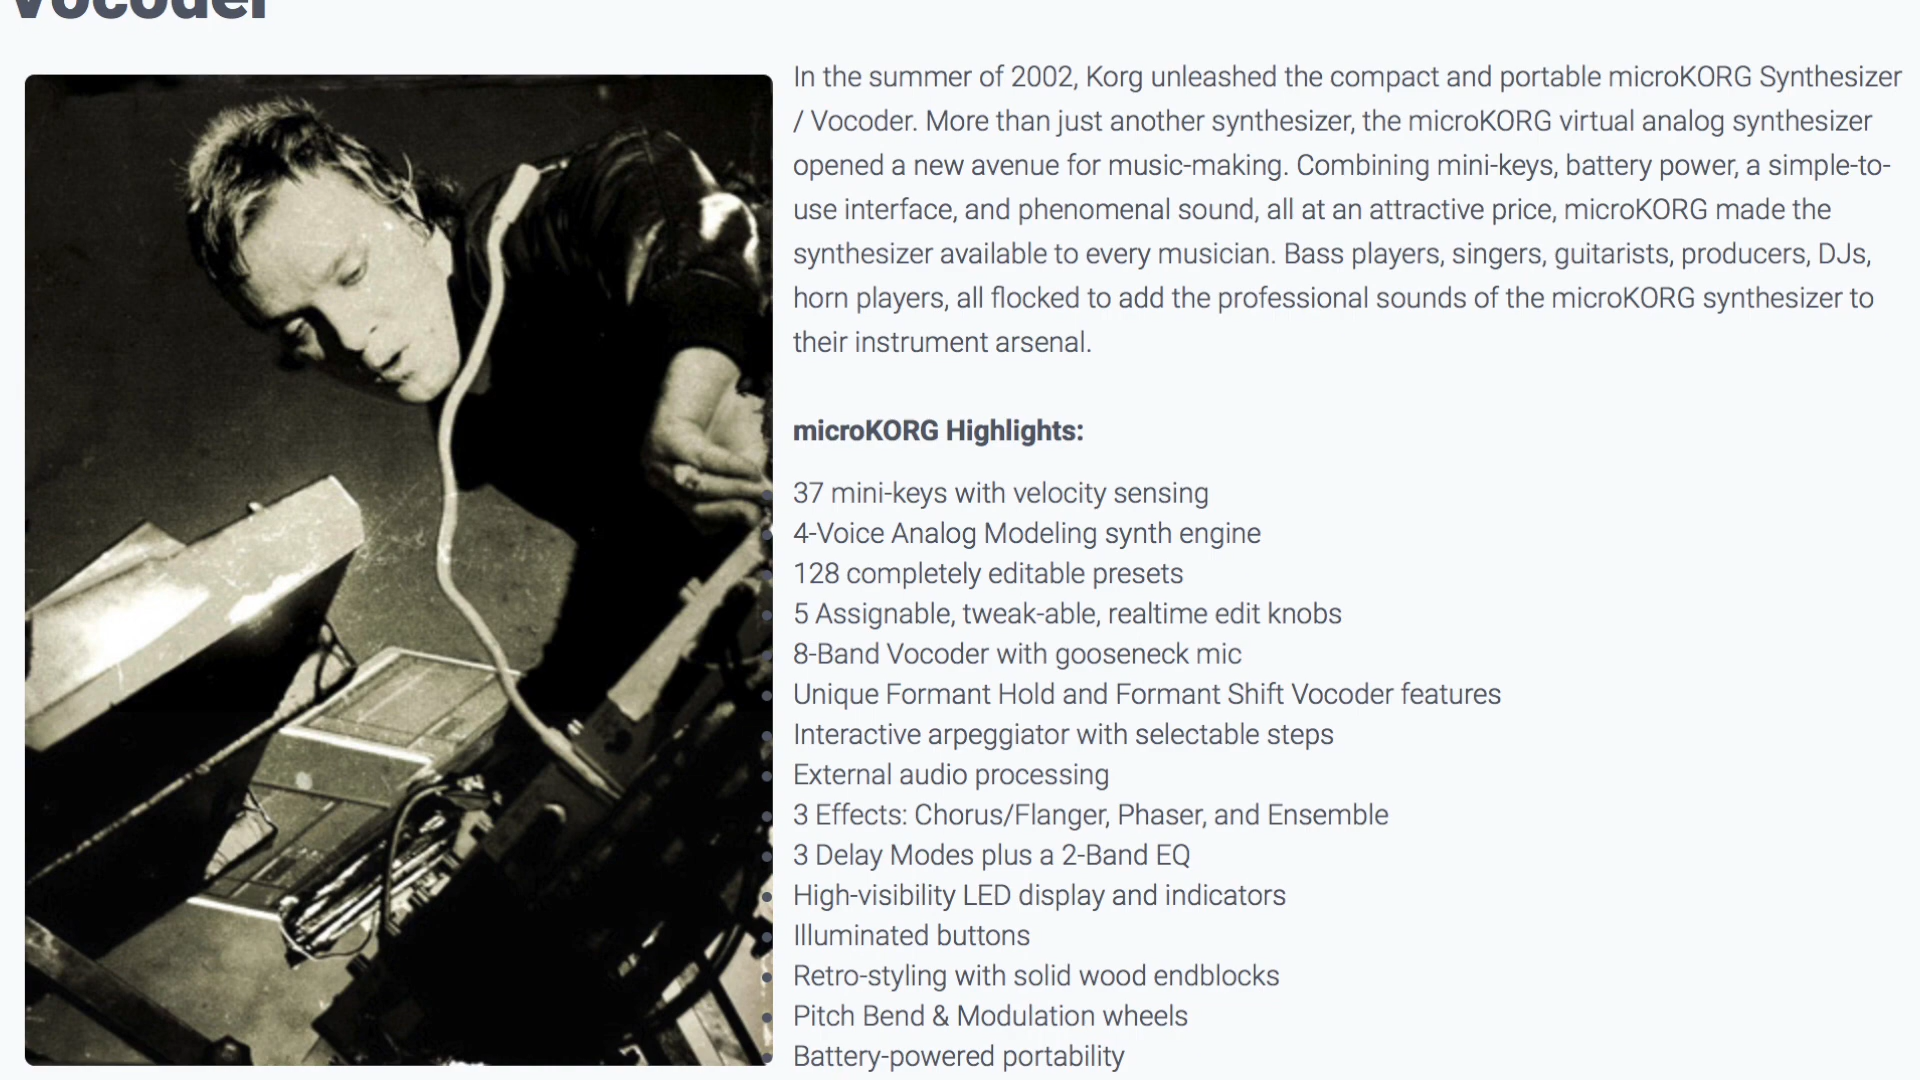 Vocoder
In the summer of 2002, Korg unleashed the compact and portable microKORG Synthesizer
/ Vocoder. More than just another synthesizer, the microKORG virtual analog synthesizer
opened a new avenue for music-making. Combining mini-keys, battery power, a simple-to-
use interface, and phenomenal sound, all at an attractive price, microKORG made the
synthesizer available to every musician. Bass players, singers, guitarists, producers, DJs,
horn players, all flocked to add the professional sounds of the microKORG synthesizer to
their instrument arsenal.
microKORG Highlights:
37 mini-keys with velocity sensing
4-Voice Analog Modeling synth engine
128 completely editable presets
5 Assignable, tweak-able, realtime edit knobs
8-Band Vocoder with gooseneck mic
Unique Formant Hold and Formant Shift Vocoder features
Interactive arpeggiator with selectable steps
External audio processing
3 Effects: Chorus/Flanger, Phaser, and Ensemble
3 Delay Modes plus a 2-Band EQ
High-visibility LED display and indicators
Illuminated buttons
Retro-styling with solid wood endblocks
Pitch Bend & Modulation wheels
Battery-powered portability